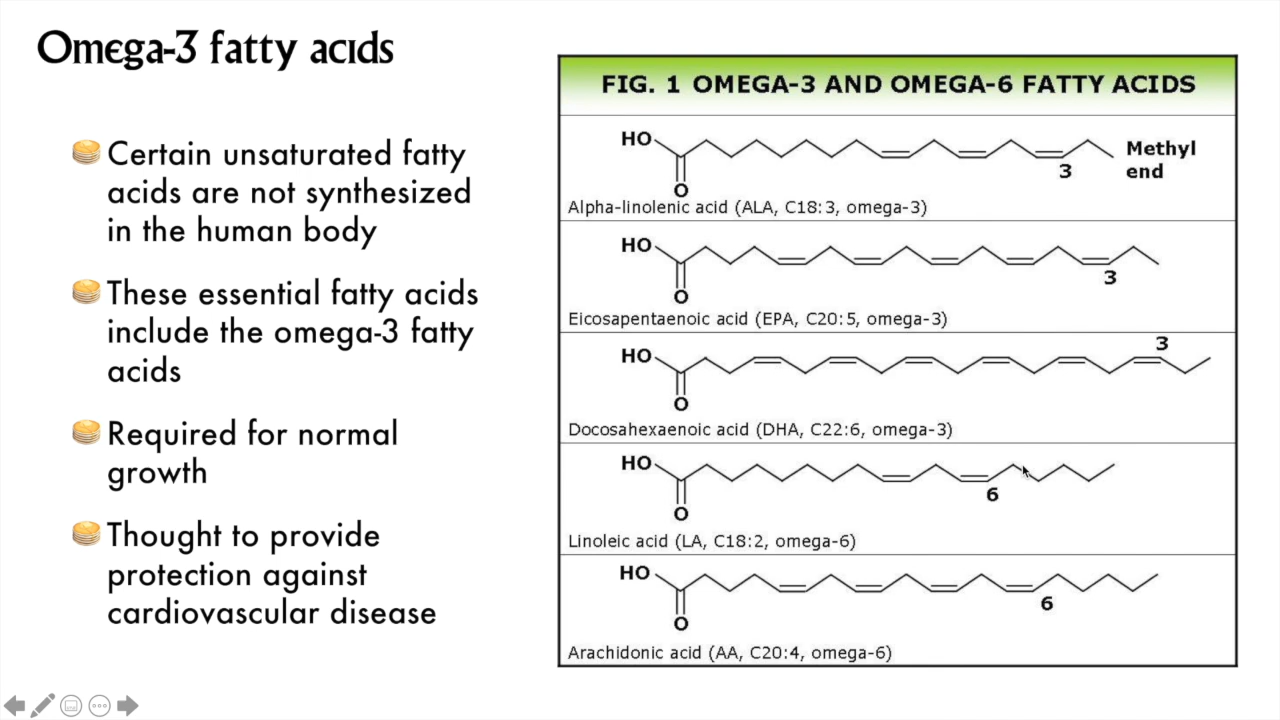 Omega-3 fatty acids
Certain unsaturated fatty
acids are not synthesized
in the human body
These essential fatty acids
include the omega-3 fatty
acids
Required for normal
growth
Thought to provide
protection against
cardiovascular disease
FIG. 1 OMEGA-3 AND OMEGA-6 FATTY ACIDS
HO
O
3
Methyl
end
Alpha-linolenic acid (ALA, C18:3, omega-3)
HO
O
3
Eicosapentaenoic acid (EPA, C20:5, omega-3)
HO
O
3
Docosahexaenoic acid (DHA, C22:6, omega-3)
HO
O
6
Linoleic acid (LA, C18:2, omega-6)
HO
O
6
Arachidonic acid (AA, C20:4, omega-6)